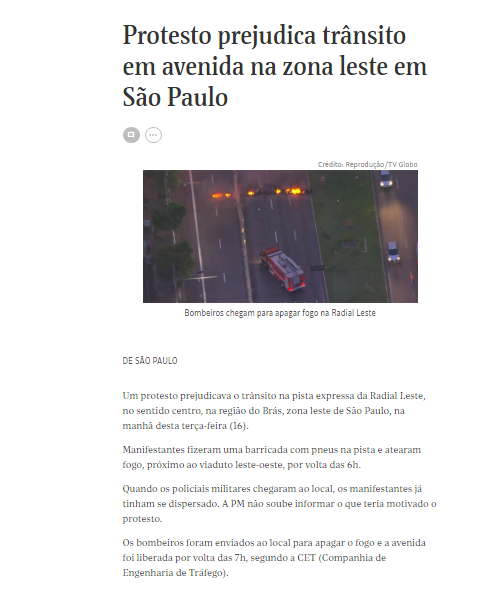 Protesto prejudica trânsito
em avenida na zona leste em
São Paulo
Crédito: Reprodução/TV Globo
Bombeiros chegam para apagar fogo na Radial Leste
DE SÃO PAULO
Um protesto prejudicava o trânsito na pista expressa da Radial Leste,
no sentido centro, na região do Brás, zona leste de São Paulo, na
manhã desta terça-feira (16).
Manifestantes fizeram uma barricada com pneus na pista e atearam
fogo, próximo ao viaduto leste-oeste, por volta das 6h.
Quando os policiais militares chegaram ao local, os manifestantes já
tinham se dispersado. A PM não soube informar o que teria motivado o
protesto.
Os bombeiros foram enviados ao local para apagar o fogo e a avenida
foi liberada por volta das 7h, segundo a CET (Companhia de
Engenharia de Tráfego).